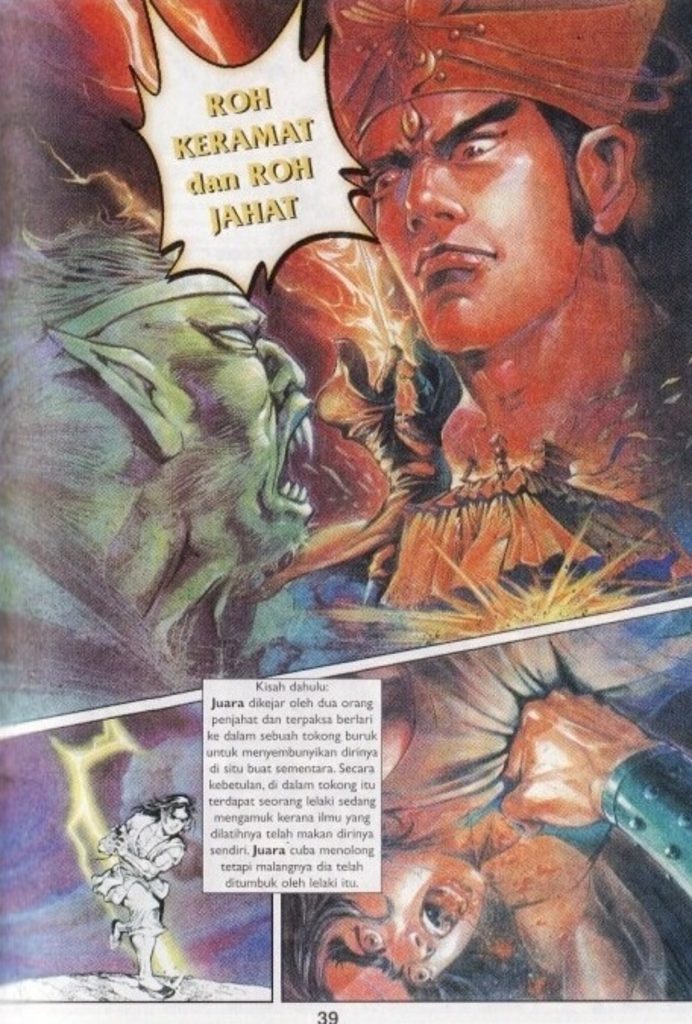 ROH
KERAMAT
dan ROH
JAHAT
Kisah dahulu:
Juara dikejar oleh dua orang
penjahat dan terpaksa berlari
ke dalam sebuah tokong buruk
untuk menyembunyikan dirinya
di situ buat sementara. Secara
kebetulan, di dalam tokong itu
terdapat seorang lelaki sedang
mengamuk kerana ilmu yang
dilatihnya telah makan dirinya
sendiri. Juara cuba menolong
tetapi malangnya dia telah
ditumbuk oleh lelaki itu.
39